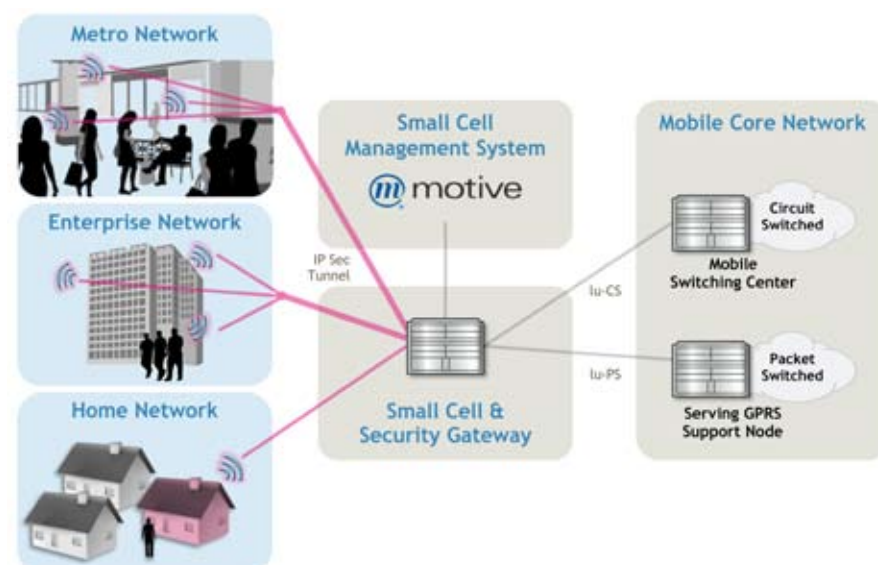 Metro Network
Enterprise Network
Home Network
IP Sec
Tunnel
Small Cell
Management System
m motive
Small Cell &
Security Gateway
Iu-CS
Iu-PS
Mobile Core Network
Circuit
Switched
Mobile
Switching Center
Packet
Switched
Serving GPRS
Support Node